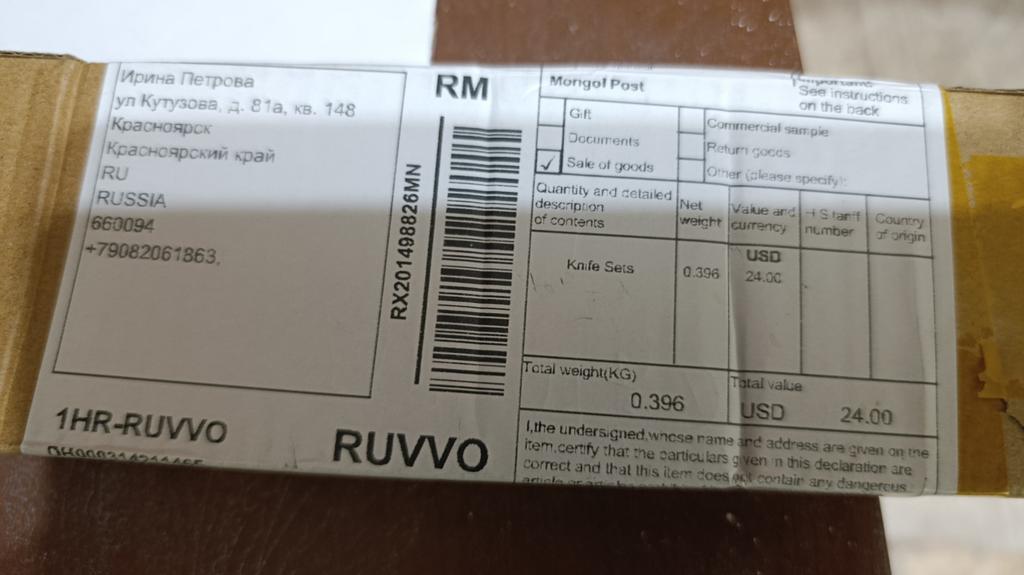 Ирина Петрова
ул Кутузова, д. 81а, кв. 148
Красноярск
Красноярский край
RU
RUSSIA
660094
+79082061863,
1HR-RUVVO
RM
RX201498826MN
RUVVO
Mongol Post
See instructions
on the back
Gift
Documents
✓ Sale of goods
Commercial sample
Return goods
Other (please specify):
Quantity and detailed
description
of contents
Net
weight
Value and
currency
HS tariff
number
Country
of origin
Knife Sets
0.396
USD
24.00
Total weight(KG)
0.396
Total value
USD 24.00
I,the undersigned,whose name and address are given on the
item,certify that the particulars given in this declaration are
correct and that this item does not contain any dangerous